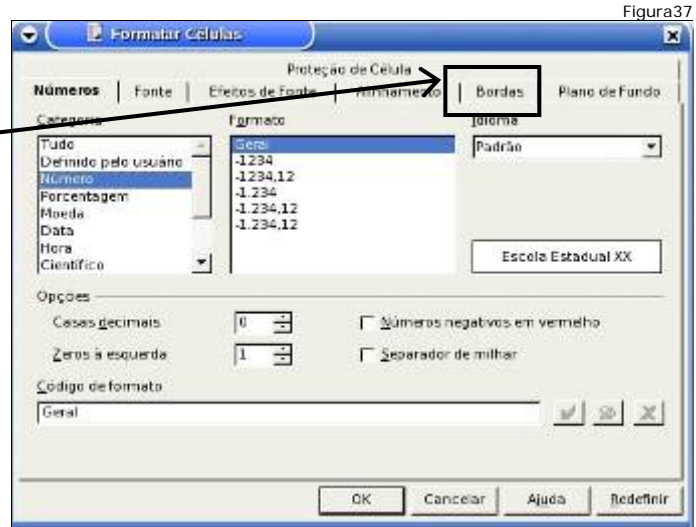 Figura37
Formatar Células
Proteção de Célula
Números Fonte Efeitos de Fonte Alinhamento Bordas Plano de Fundo
Categoria Formato Idioma
Tudo Geral Padrão
Definido pelo usuário -1234
Número -1234,12
Porcentagem -1.234
Moeda -1.234,12
Data -1.234,12
Hora
Científico
Escola Estadual XX
Opções
Casas decimais 0 Números negativos em vermelho
Zeros à esquerda 1 Separador de milhar
Código de formato
Geral
OK Cancelar Ajuda Redefinir